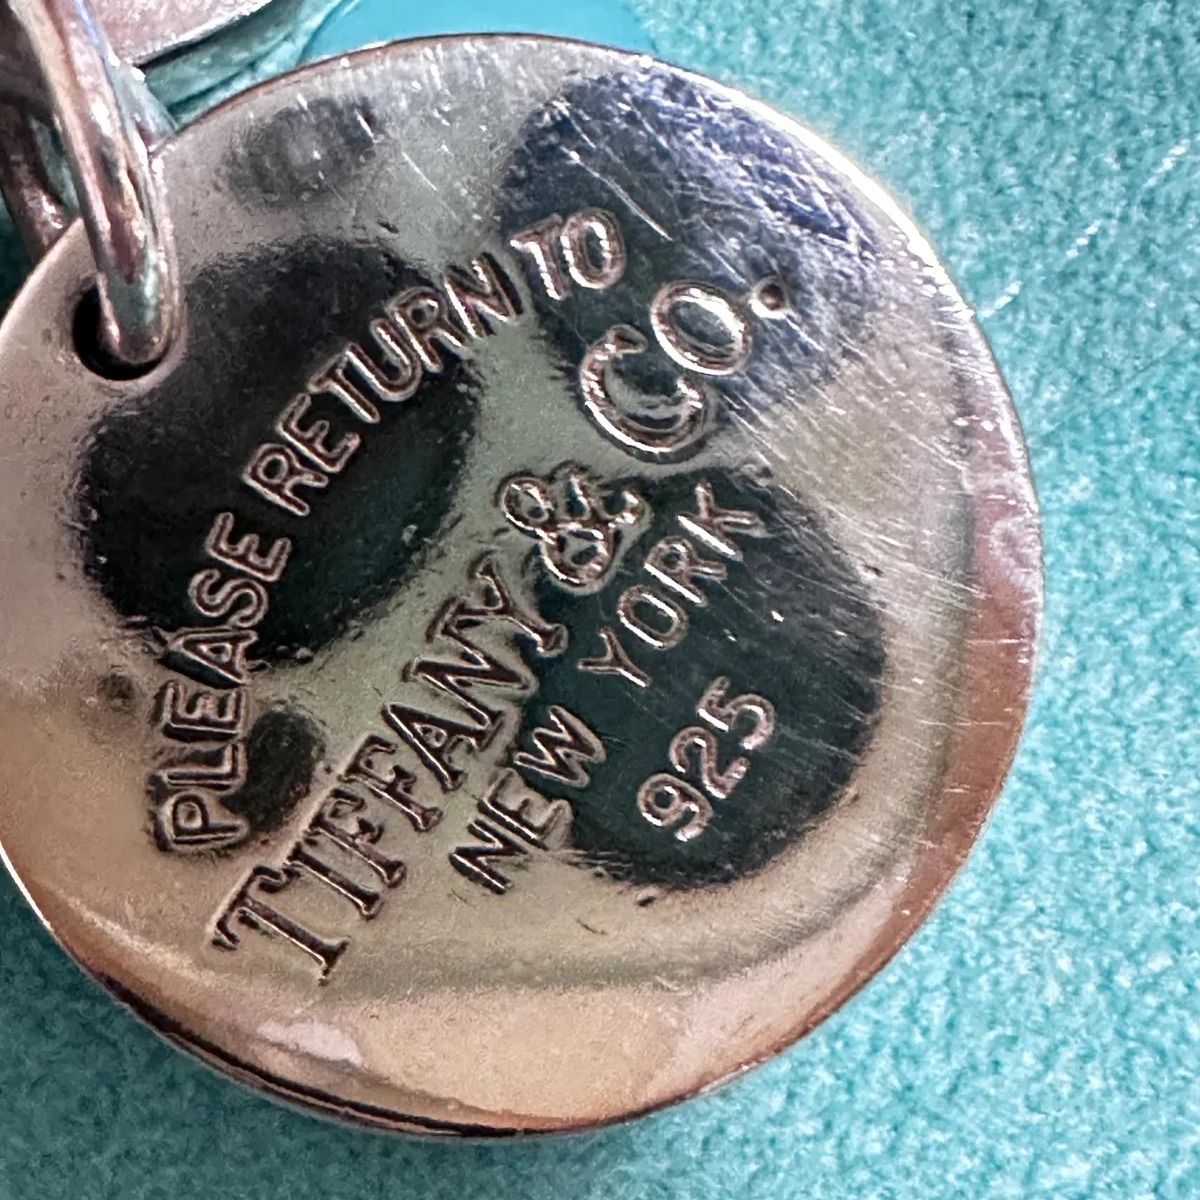 PLEASE RETURN TO
TIFFANY & CO.
NEW YORK
925